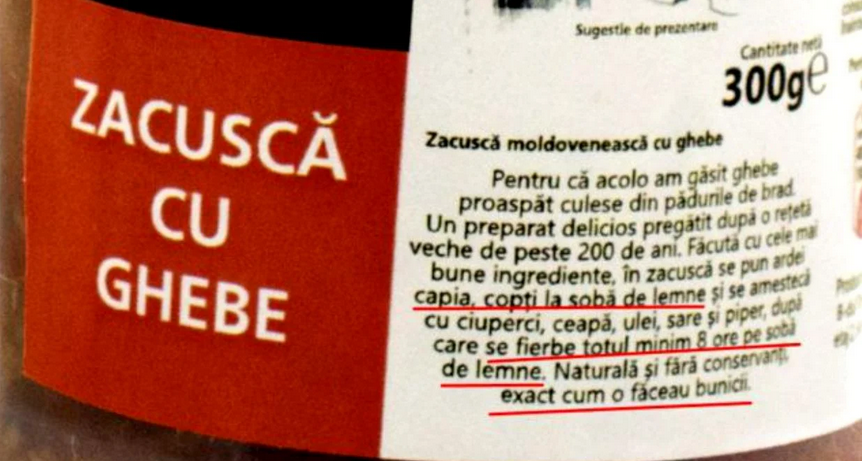 ZACUSCĂ
CU
GHEBE
Sugestie de prezentare
Cantitate netă
300g e
Zacuscă moldovenească cu ghebe
Pentru că acolo am găsit ghebe
proaspăt culese din pădurile de brad.
Un preparat delicios pregătit după o rețetă
veche de peste 200 de ani. Făcută cu cele mai
bune ingrediente, în zacuscă se pun ardei
capia, copți la sobă de lemne și se amestecă
cu ciuperci, ceapă, ulei, sare și piper, după
care se fierbe totul minim 8 ore pe sobă
de lemne. Naturală și fără conservanți,
exact cum o făceau bunicii.